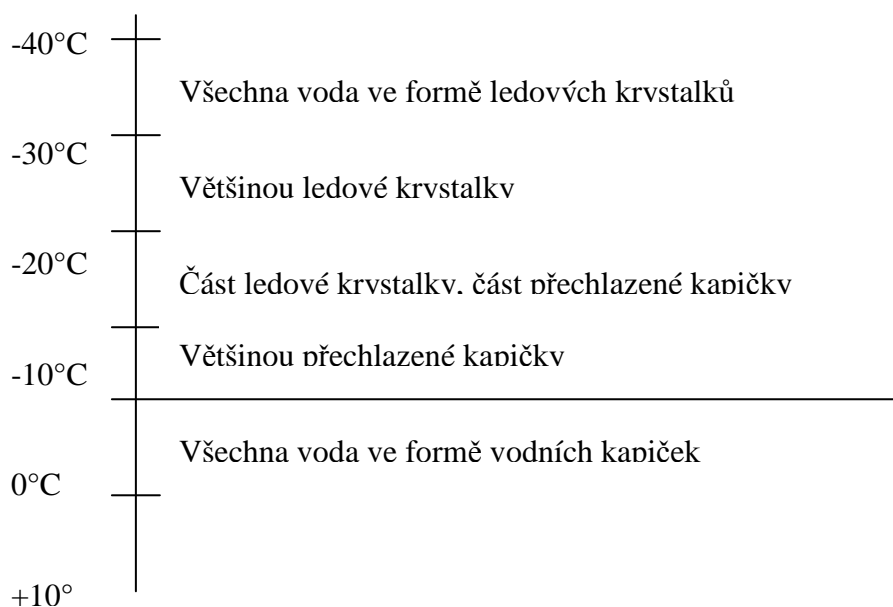 -40°C
Všechna voda ve formě ledových krystalků
-30°C
Většinou ledové krystalky
-20°C
Část ledové krystalky, část přechlazené kapičky
Většinou přechlazené kapičky
-10°C
Všechna voda ve formě vodních kapiček
0°C
+10°